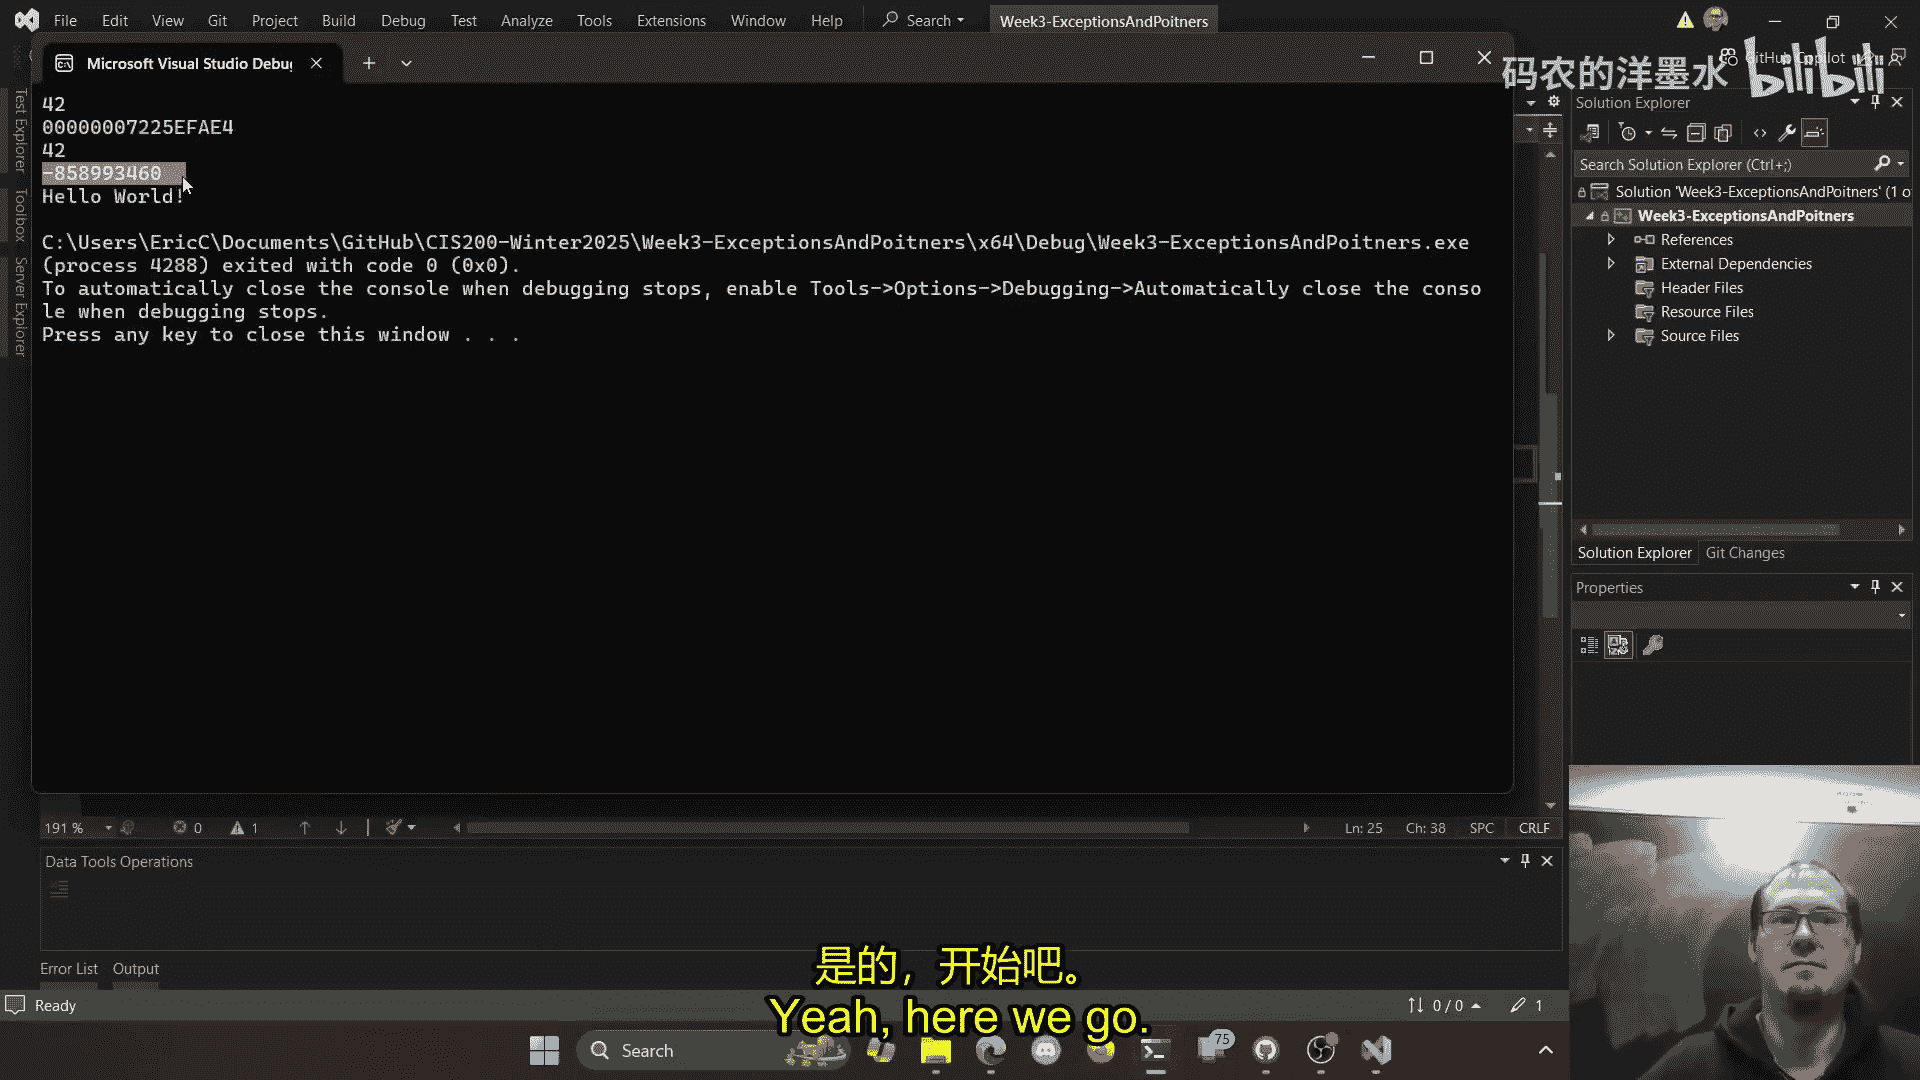 File Edit View Git Project Build Debug Test Analyze Tools Extensions Window Help Search Week3-ExceptionsAndPoitners
Microsoft Visual Studio Debu
GitHub Copilot
码农的洋墨水 bilibili
42
00000007225EFAE4
42
-858993460
Hello World!
C:\Users\EricC\Documents\GitHub\CIS200-Winter2025\Week3-ExceptionsAndPoitners\x64\Debug\Week3-ExceptionsAndPoitners.exe
(process 4288) exited with code 0 (0x0).
To automatically close the console when debugging stops, enable Tools->Options->Debugging->Automatically close the conso
le when debugging stops.
Press any key to close this window . . .
Test Explorer
Toolbox
Server Explorer
Solution Explorer
Search Solution Explorer (Ctrl+;)
Solution 'Week3-ExceptionsAndPoitners' (1 o
Week3-ExceptionsAndPoitners
References
External Dependencies
Header Files
Resource Files
Source Files
Solution Explorer Git Changes
Properties
191 % 0 1 Ln: 25 Ch: 38 SPC CRLF
Data Tools Operations
Error List Output
Ready 0 / 0 1
是的，开始吧。
Yeah, here we go.
Search 75